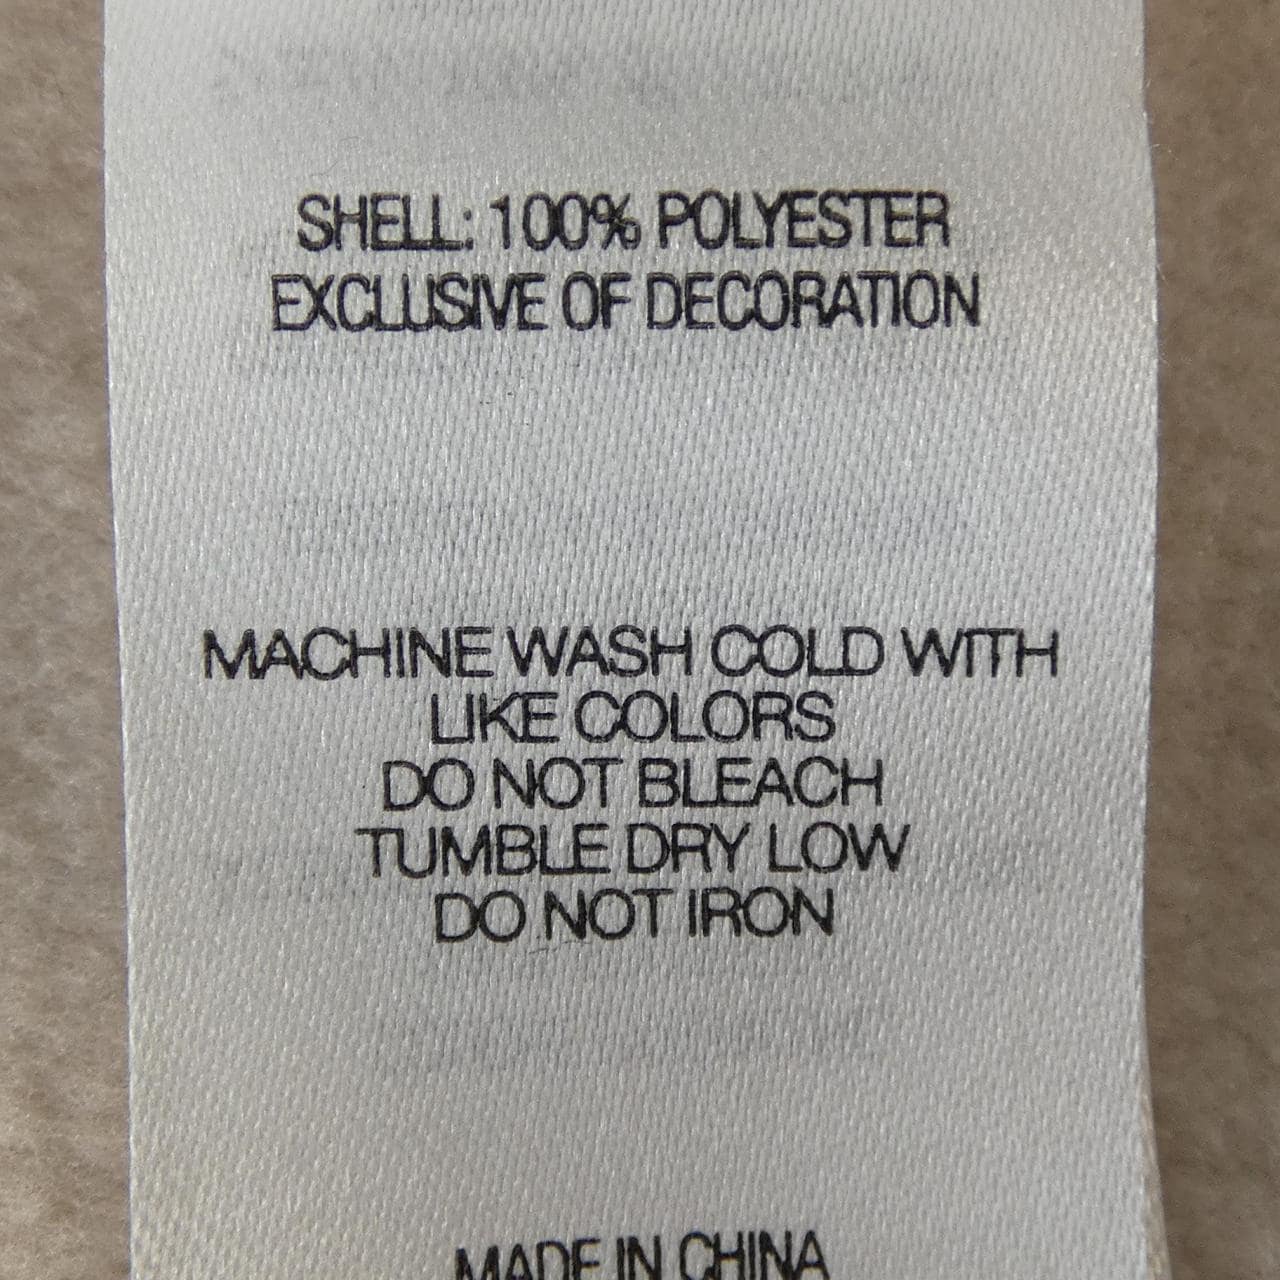 SHELL: 100% POLYESTER
EXCLUSIVE OF DECORATION
MACHINE WASH COLD WITH
LIKE COLORS
DO NOT BLEACH
TUMBLE DRY LOW
DO NOT IRON
MADE IN CHINA